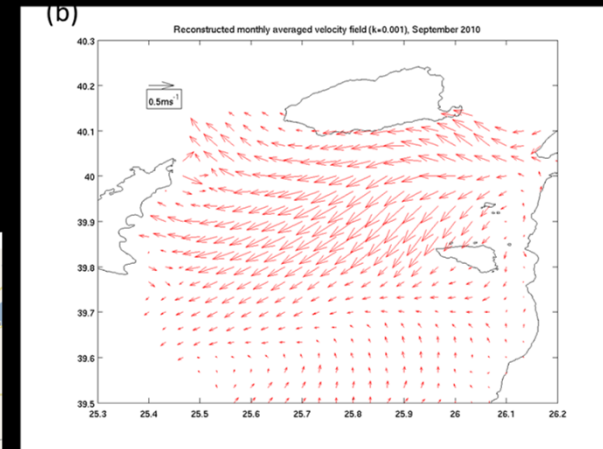 (b)
Reconstructed monthly averaged velocity field (k=0.001), September 2010
40.3
40.2
0.5ms⁻¹
40.1
40
39.9
39.8
39.7
39.6
39.5
25.3 25.4 25.5 25.6 25.7 25.8 25.9 26 26.1 26.2